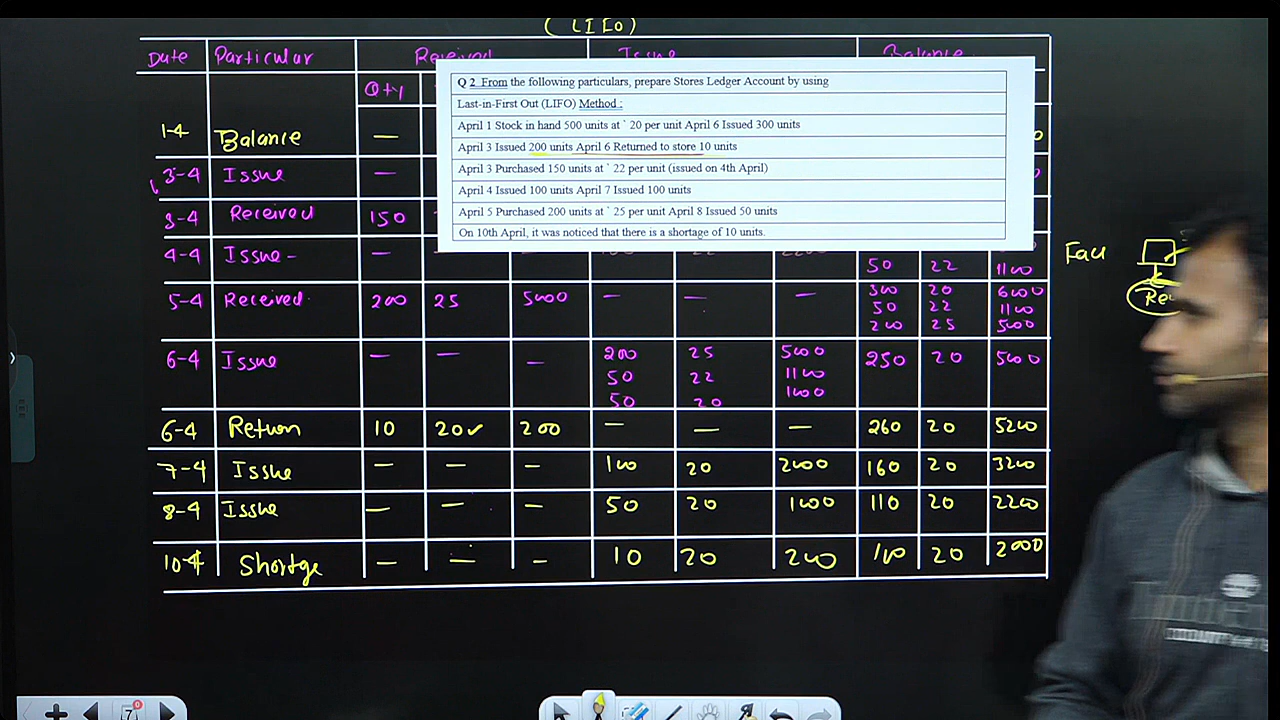 ( LIFO )
Date Particular Received Issue Balance
Qty
Q 2 From the following particulars, prepare Stores Ledger Account by using
Last-in-First Out (LIFO) Method :
April 1 Stock in hand 500 units at ` 20 per unit April 6 Issued 300 units
April 3 Issued 200 units April 6 Returned to store 10 units
April 3 Purchased 150 units at ` 22 per unit (issued on 4th April)
April 4 Issued 100 units April 7 Issued 100 units
April 5 Purchased 200 units at ` 25 per unit April 8 Issued 50 units
On 10th April, it was noticed that there is a shortage of 10 units.
1-4 Balance —
3-4 Issue —
3-4 Received 150
4-4 Issue - — —
50 22 1100
5-4 Received. 200 25 5000 — — — 300 20 6000
50 22 1100
200 25 5000
6-4 Issue — — — 200 25 5000 250 20 5000
50 22 1100
50 20 1000
6-4 Return 10 20✓ 200 — — — 260 20 5200
7-4 Issue — — — 100 20 2000 160 20 3200
8-4 Issue — — — 50 20 1000 110 20 2200
10-4 Shortge — — — 10 20 200 100 20 2000
7